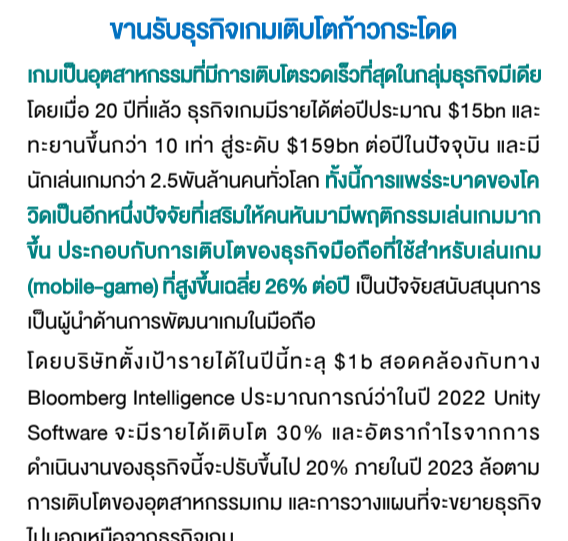 ขานรับธุรกิจเกมเติบโตก้าวกระโดด
เกมเป็นอุตสาหกรรมที่มีการเติบโตรวดเร็วที่สุดในกลุ่มธุรกิจมีเดีย
โดยเมื่อ 20 ปีที่แล้ว ธุรกิจเกมมีรายได้ต่อปีประมาณ $15bn และ
ทะยานขึ้นกว่า 10 เท่า สู่ระดับ $159bn ต่อปีในปัจจุบัน และมี
นักเล่นเกมกว่า 2.5พันล้านคนทั่วโลก ทั้งนี้การแพร่ระบาดของโค
วิดเป็นอีกหนึ่งปัจจัยที่เสริมให้คนหันมามีพฤติกรรมเล่นเกมมาก
ขึ้น ประกอบกับการเติบโตของธุรกิจมือถือที่ใช้สำหรับเล่นเกม
(mobile-game) ที่สูงขึ้นเฉลี่ย 26% ต่อปี เป็นปัจจัยสนับสนุนการ
เป็นผู้นำด้านการพัฒนาเกมในมือถือ
โดยบริษัทตั้งเป้ารายได้ในปีนี้ทะลุ $1b สอดคล้องกับทาง
Bloomberg Intelligence ประมาณการณ์ว่าในปี 2022 Unity
Software จะมีรายได้เติบโต 30% และอัตรากำไรจากการ
ดำเนินงานของธุรกิจนี้จะปรับขึ้นไป 20% ภายในปี 2023 ล้อตาม
การเติบโตของอุตสาหกรรมเกม และการวางแผนที่จะขยายธุรกิจ
ไปนอกเหนือจากธุรกิจเกม